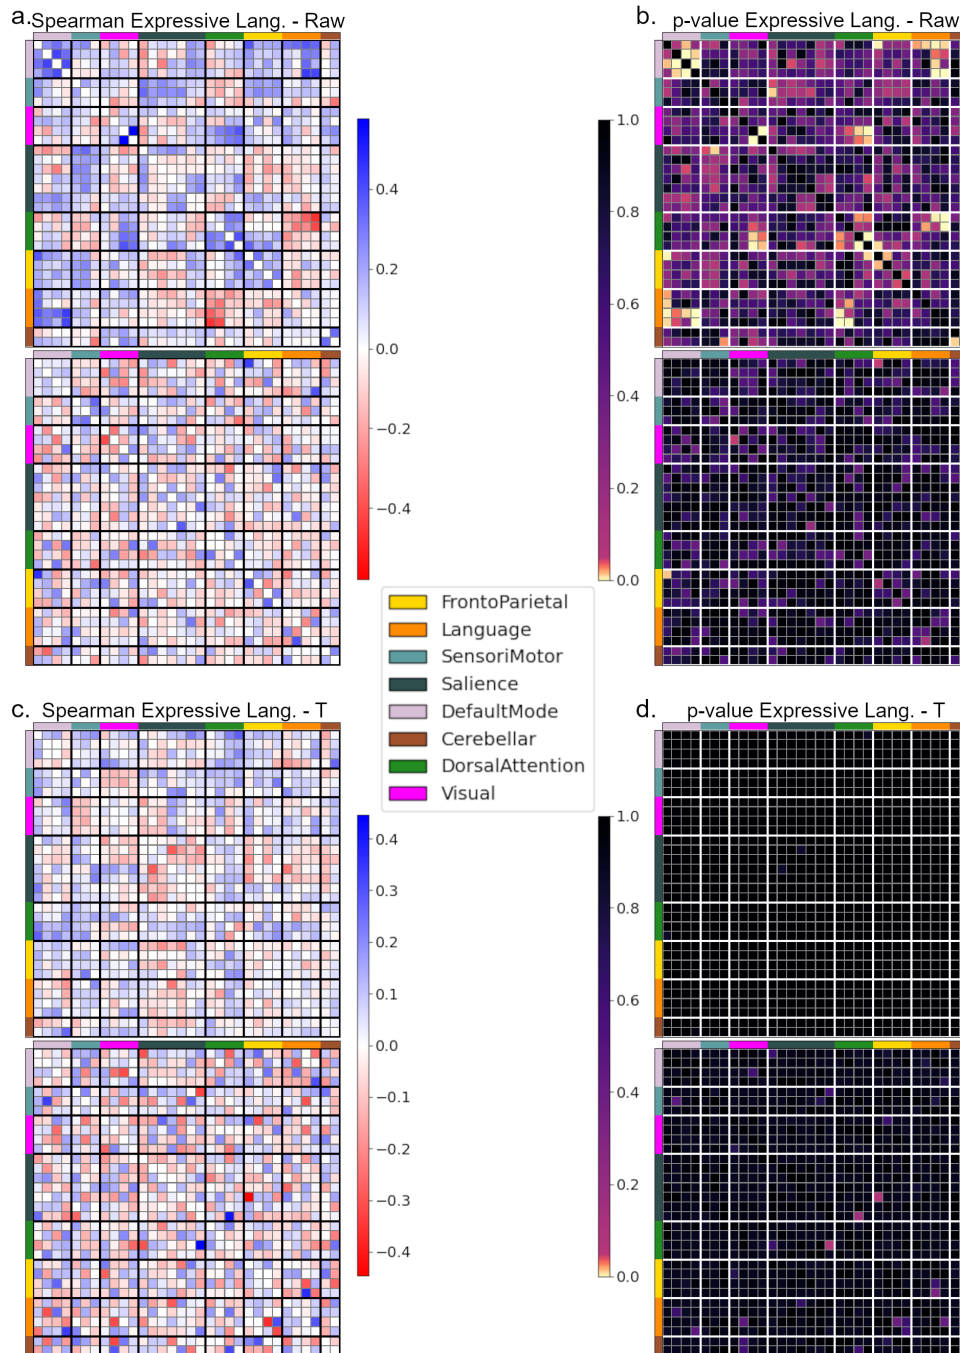 a. Spearman Expressive Lang. - Raw
b. p-value Expressive Lang. - Raw
0.4
0.2
0.0
−0.2
−0.4
1.0
0.8
0.6
0.4
0.2
0.0
FrontoParietal
Language
SensoriMotor
Salience
DefaultMode
Cerebellar
DorsalAttention
Visual
c. Spearman Expressive Lang. - T
d. p-value Expressive Lang. - T
0.4
0.3
0.2
0.1
0.0
−0.1
−0.2
−0.3
−0.4
1.0
0.8
0.6
0.4
0.2
0.0